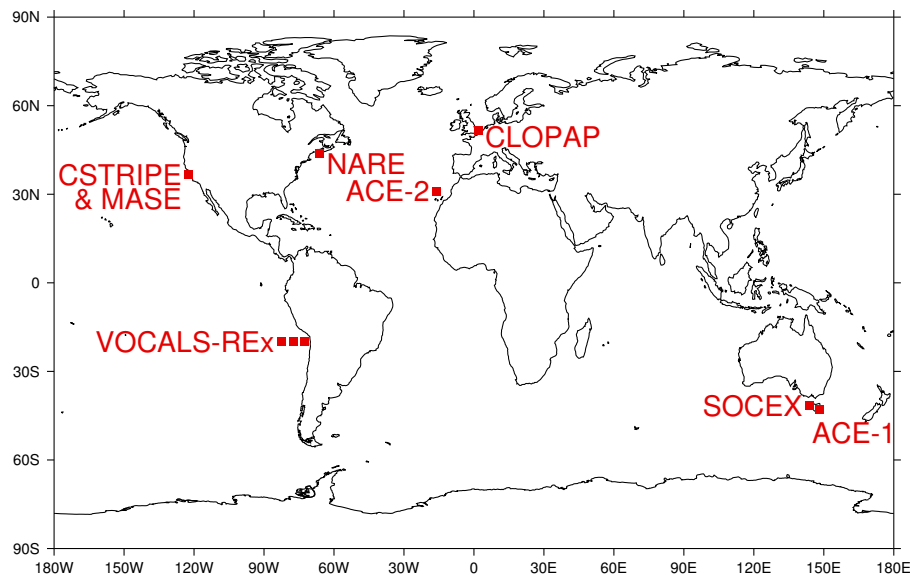 90N
60N
CLOPAP
NARE
CSTRIPE
& MASE
ACE-2
30N
0
VOCALS-REx
30S
SOCEX
ACE-1
60S
90S
180W 150W 120W 90W 60W 30W 0 30E 60E 90E 120E 150E 180E